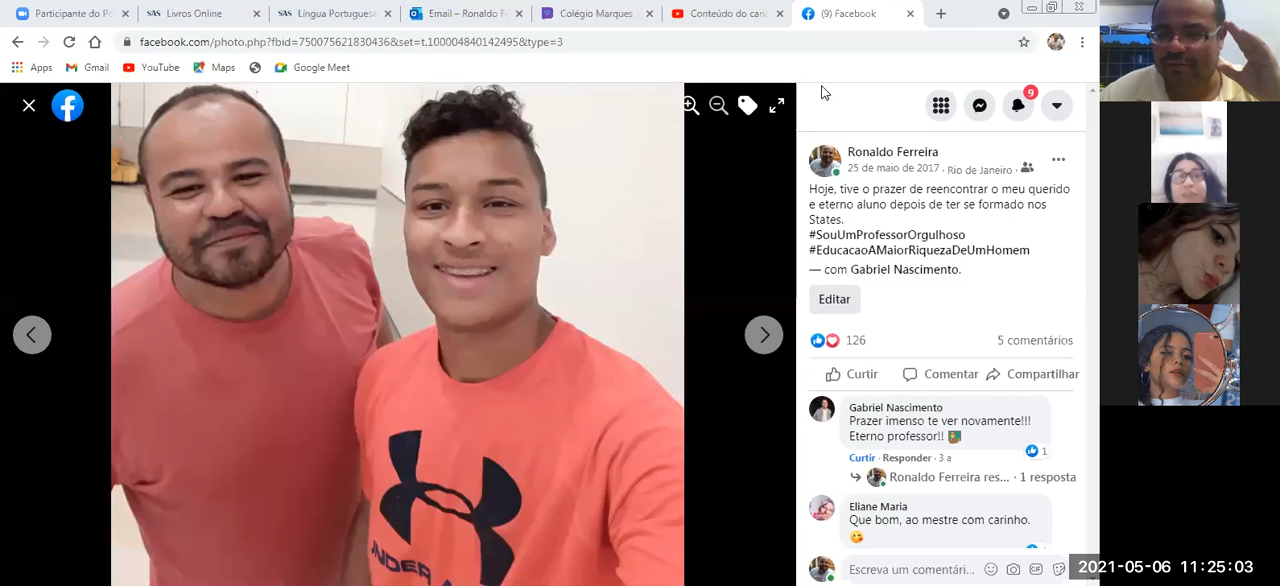 Participante do Po
SAS Livros Online
SAS Língua Portugues
Email – Ronaldo F
Colégio Marques
Conteúdo do can
(9) Facebook
facebook.com/photo.php?fbid=750075621830436&set=t.100004840142495&type=3
Apps Gmail YouTube Maps Google Meet
9
Ronaldo Ferreira
25 de maio de 2017 · Rio de Janeiro ·
Hoje, tive o prazer de reencontrar o meu querido
e eterno aluno depois de ter se formado nos
States.
#SouUmProfessorOrgulhoso
#EducacaoAMaiorRiquezaDeUmHomem
— com Gabriel Nascimento.
Editar
126 5 comentários
Curtir Comentar Compartilhar
Gabriel Nascimento
Prazer imenso te ver novamente!!!
Eterno professor!!
1
Curtir · Responder · 3 a
Ronaldo Ferreira res... · 1 resposta
Eliane Maria
Que bom, ao mestre com carinho.
Escreva um comentári...
GIF
UNDER
2021-05-06 11:25:03